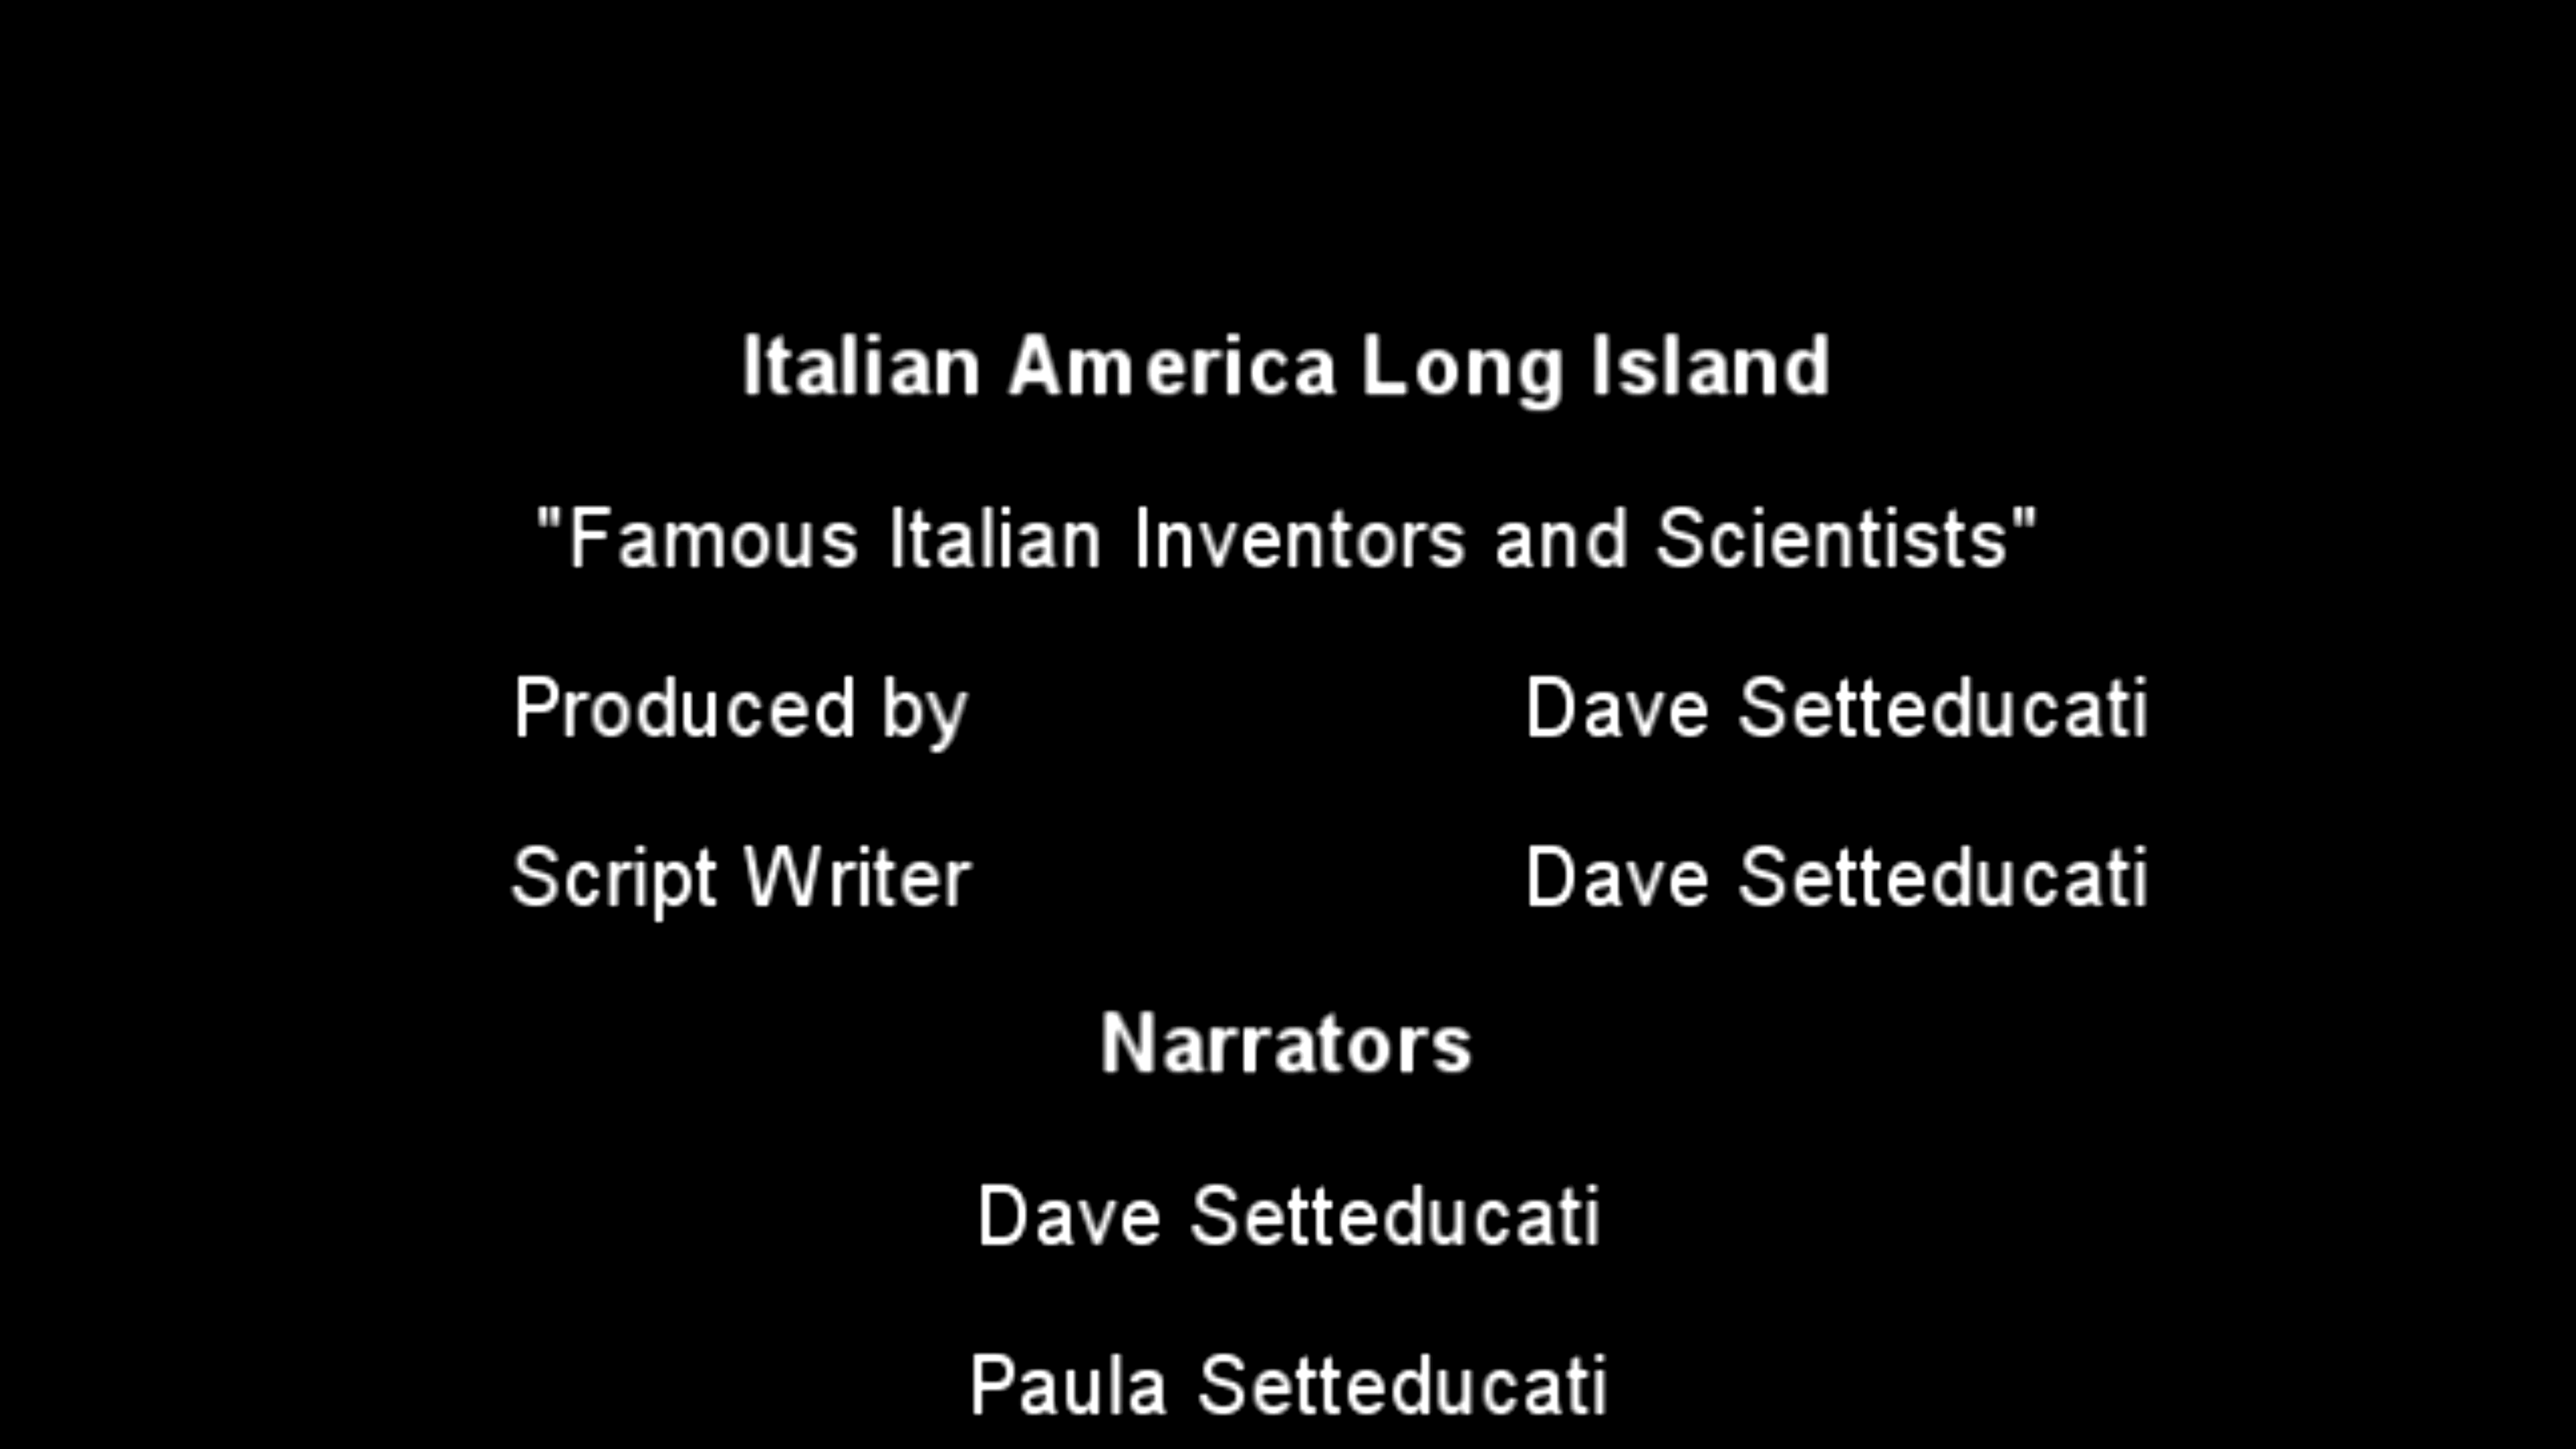 Italian America Long Island
"Famous Italian Inventors and Scientists"
Produced by Dave Setteducati
Script Writer Dave Setteducati
Narrators
Dave Setteducati
Paula Setteducati